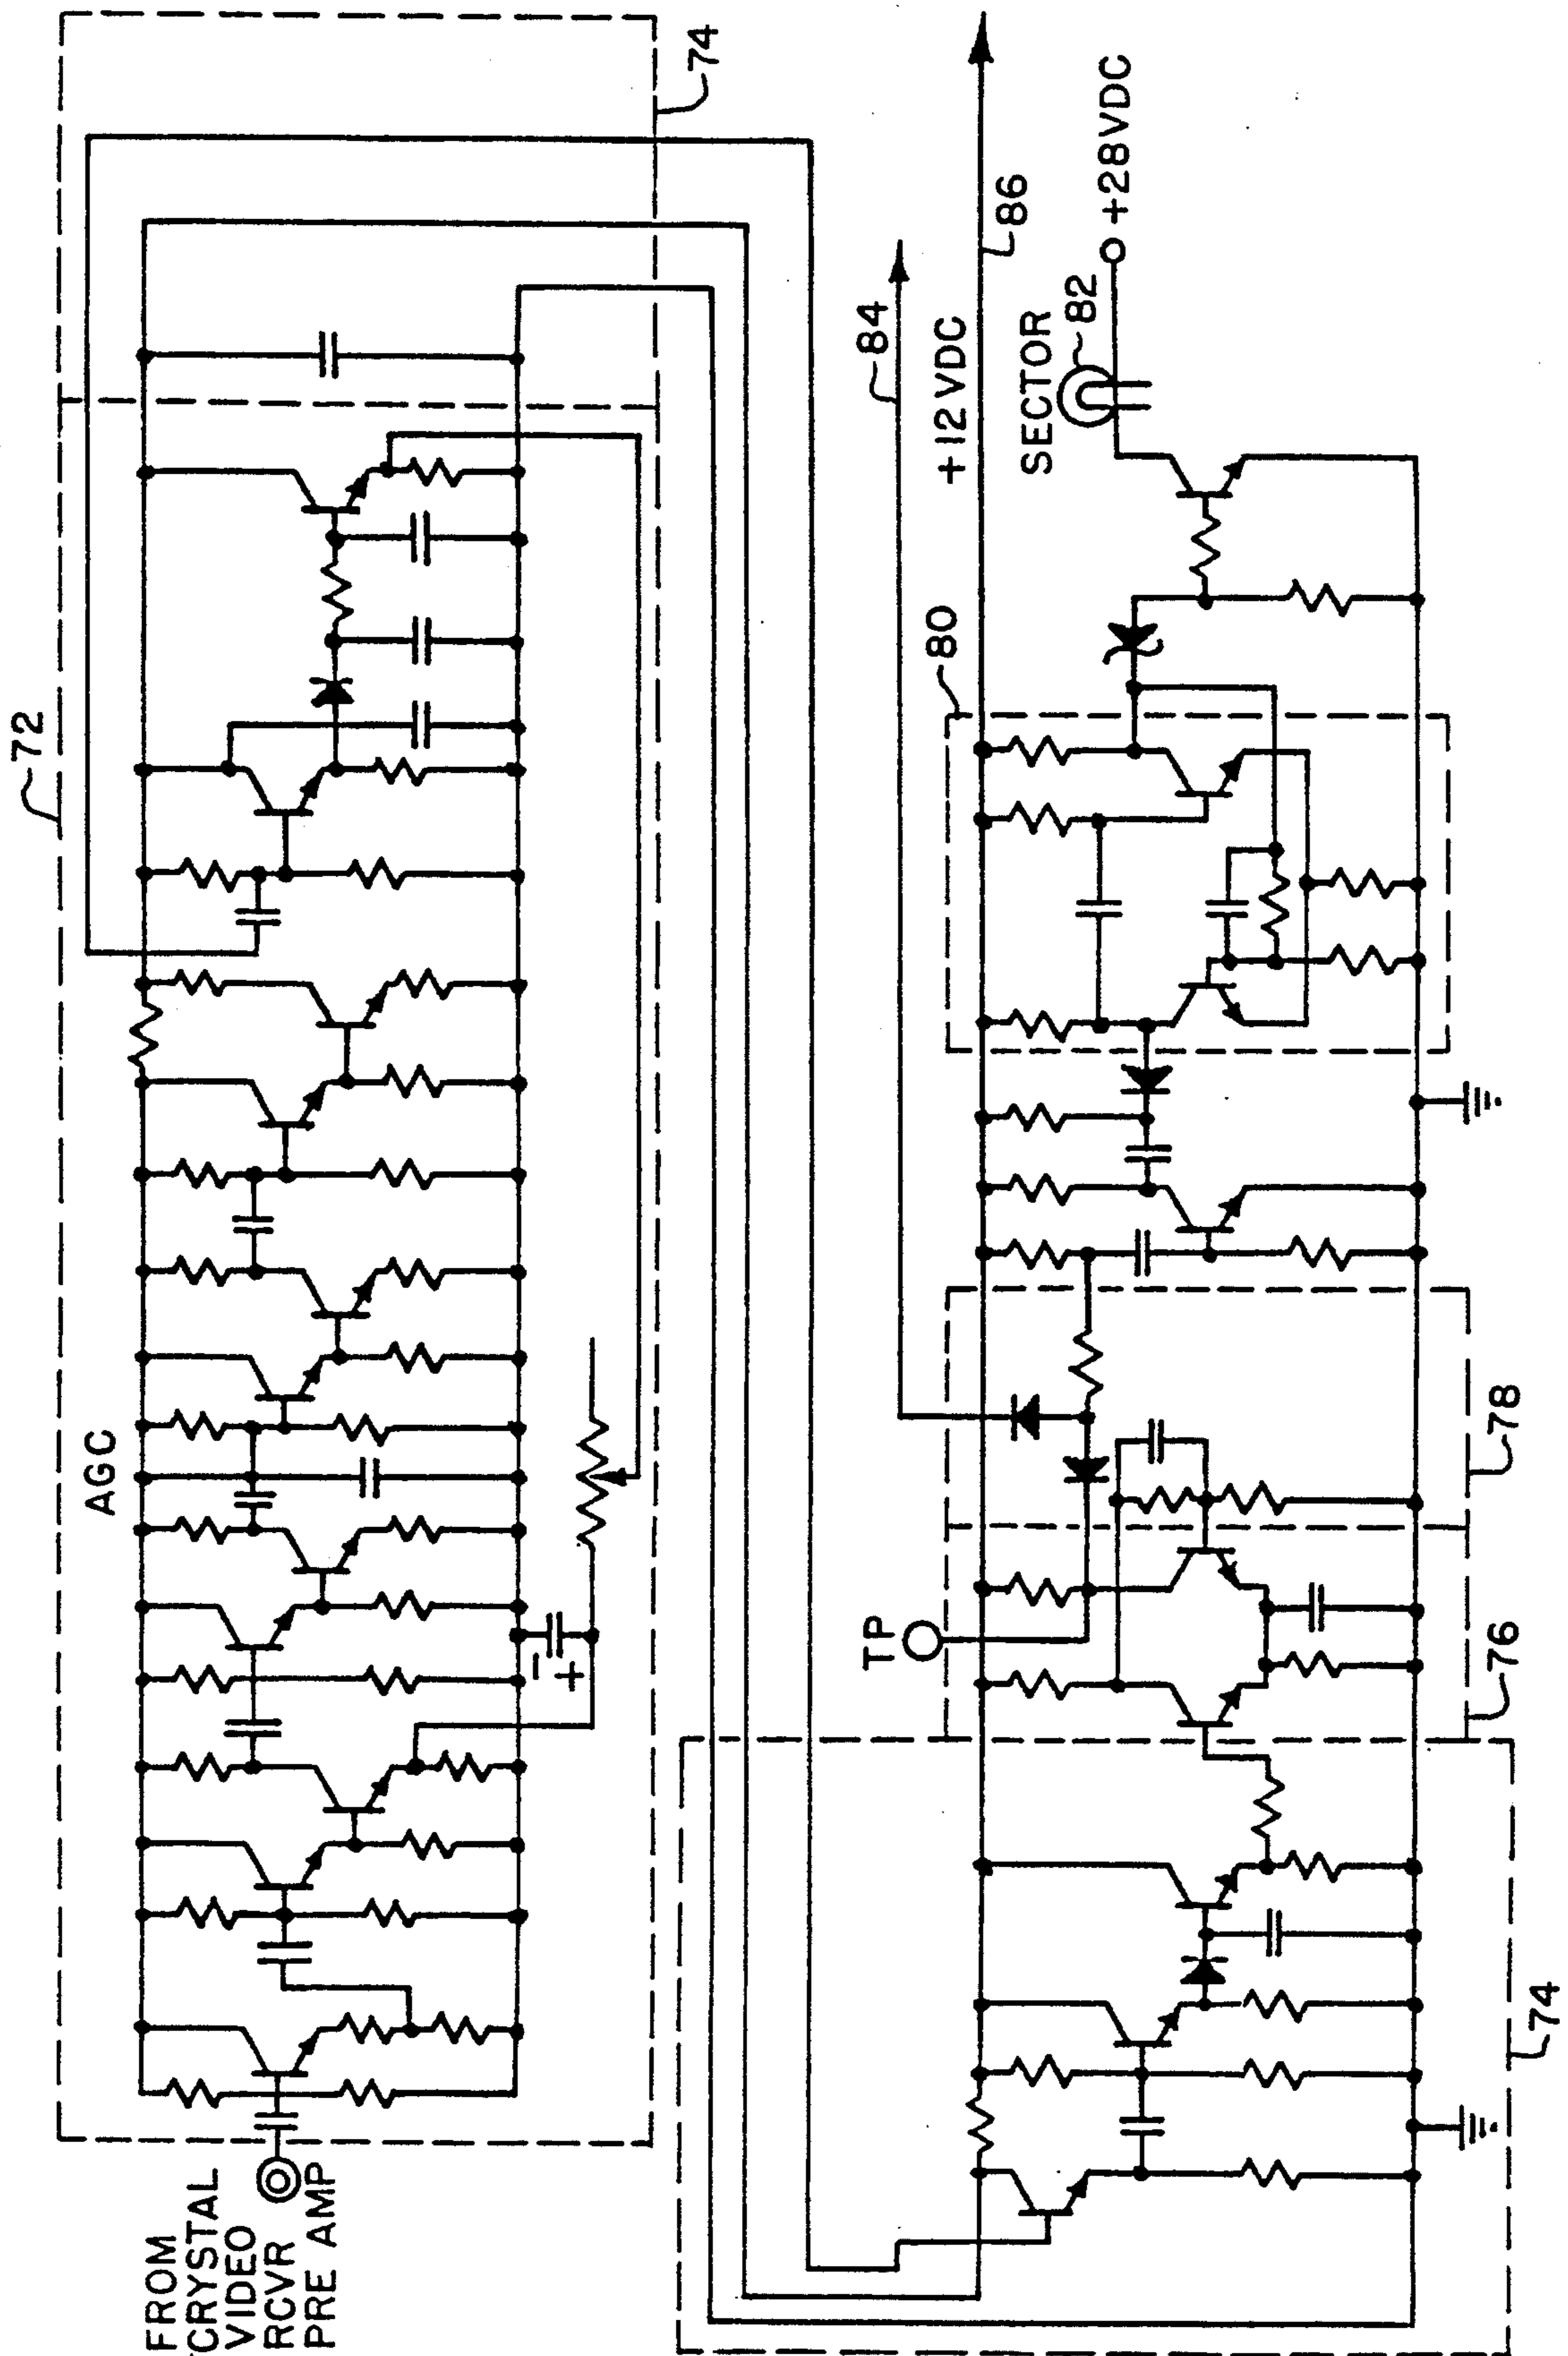 FROM
CRYSTAL
VIDEO
RCVR
PRE AMP
AGC
72
74
- +
84
+12VDC
86
SECTOR
82
+28VDC
80
TP
78
76
74